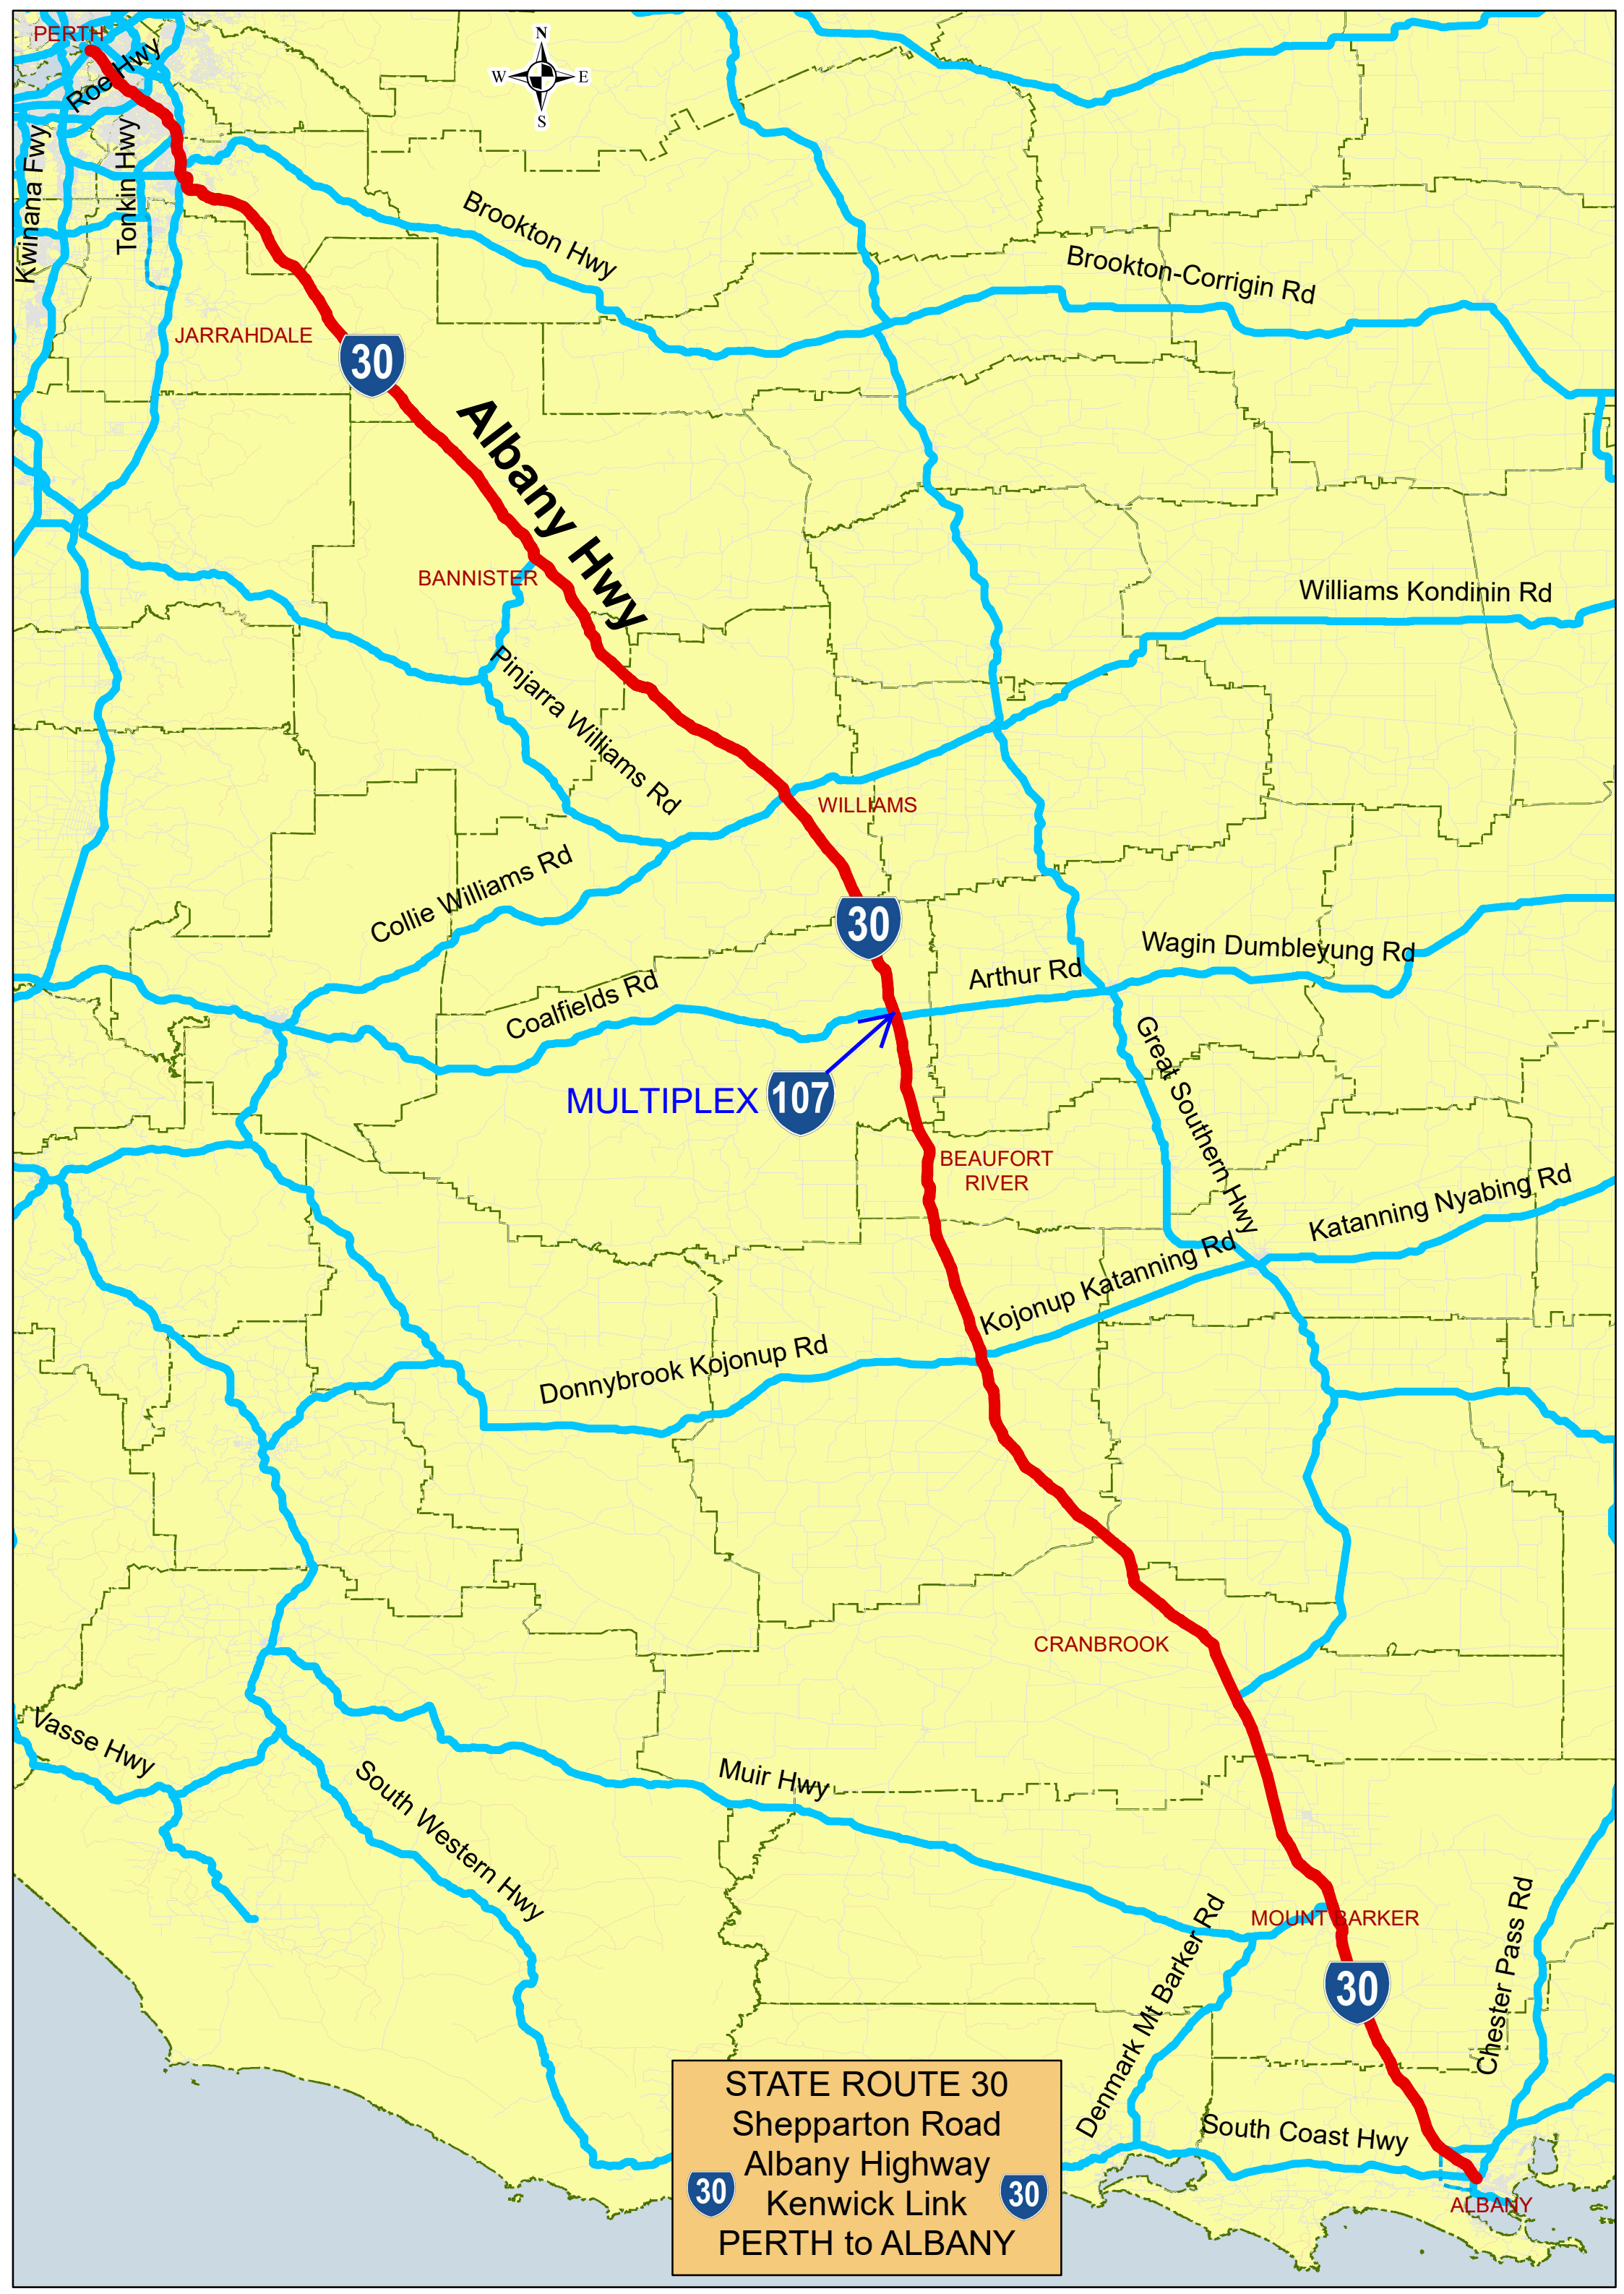 PERTH
Roe Hwy
N
W
E
S
Kwinana Fwy
Tonkin Hwy
Brookton Hwy
Brookton-Corrigin Rd
JARRAHDALE
30
Albany Hwy
BANNISTER
Williams Kondinin Rd
Pinjarra Williams Rd
WILLIAMS
Collie Williams Rd
30
Wagin Dumbleyung Rd
Arthur Rd
Coalfields Rd
Great Southern Hwy
MULTIPLEX
107
BEAUFORT
RIVER
Katanning Nyabing Rd
Kojonup Katanning Rd
Donnybrook Kojonup Rd
CRANBROOK
Vasse Hwy
South Western Hwy
Muir Hwy
MOUNT BARKER
Denmark Mt Barker Rd
Chester Pass Rd
30
South Coast Hwy
ALBANY
STATE ROUTE 30
Shepparton Road
Albany Highway
30
Kenwick Link
30
PERTH to ALBANY